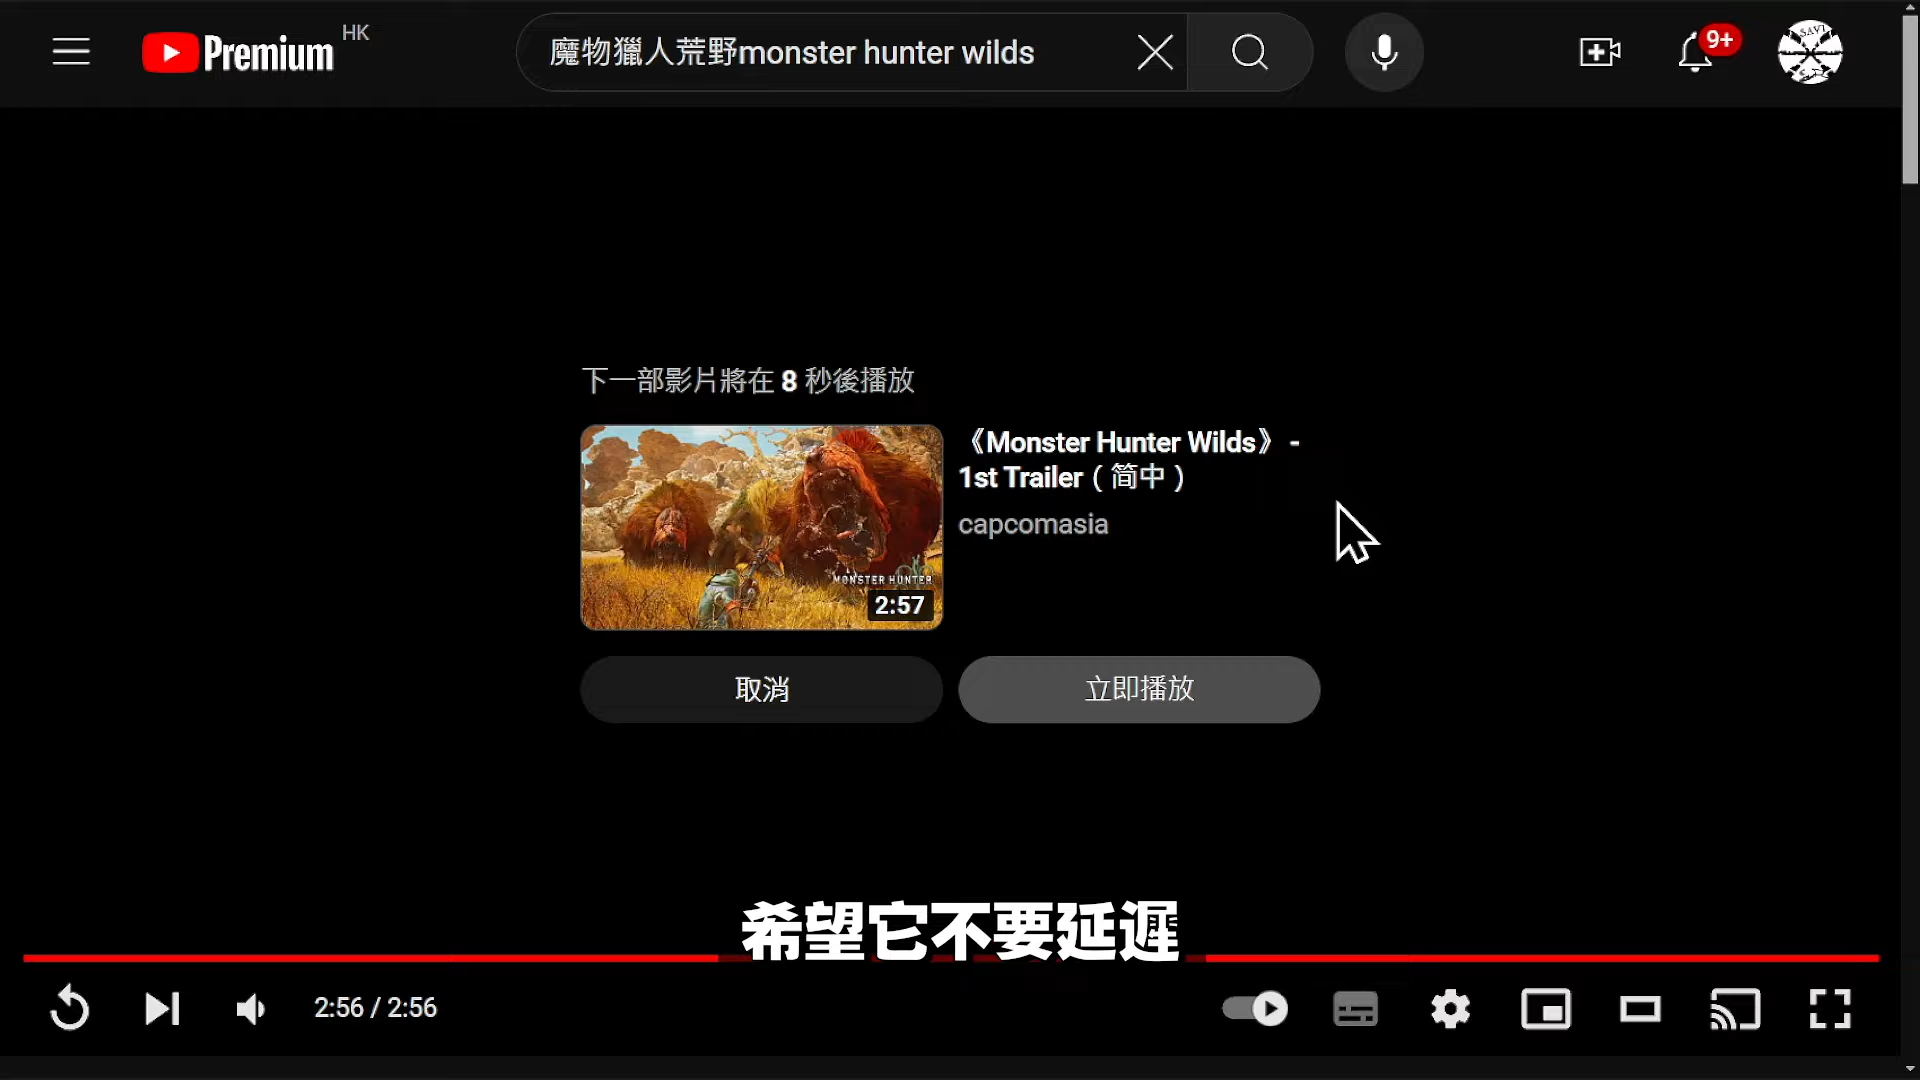 Premium HK
魔物獵人荒野monster hunter wilds
9+
SAVI
下一部影片將在 8 秒後播放
《Monster Hunter Wilds》 -
1st Trailer（简中）
capcomasia
MONSTER HUNTER
2:57
取消
立即播放
希望它不要延遲
2:56 / 2:56